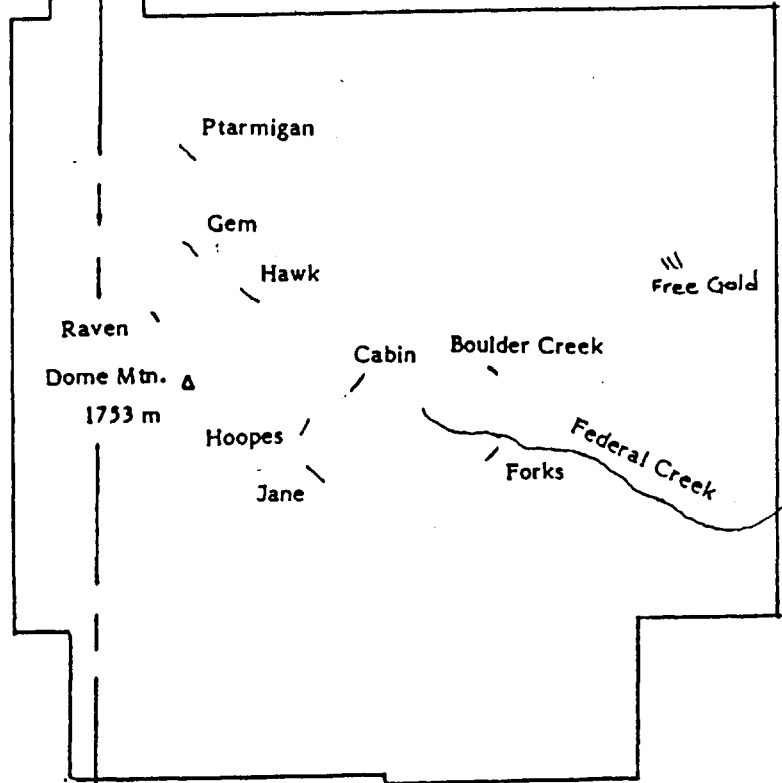 Ptarmigan
Gem
Hawk
Free Gold
Raven
Boulder Creek
Cabin
Dome Mtn.
1753 m
Hoopes
Federal Creek
Forks
Jane